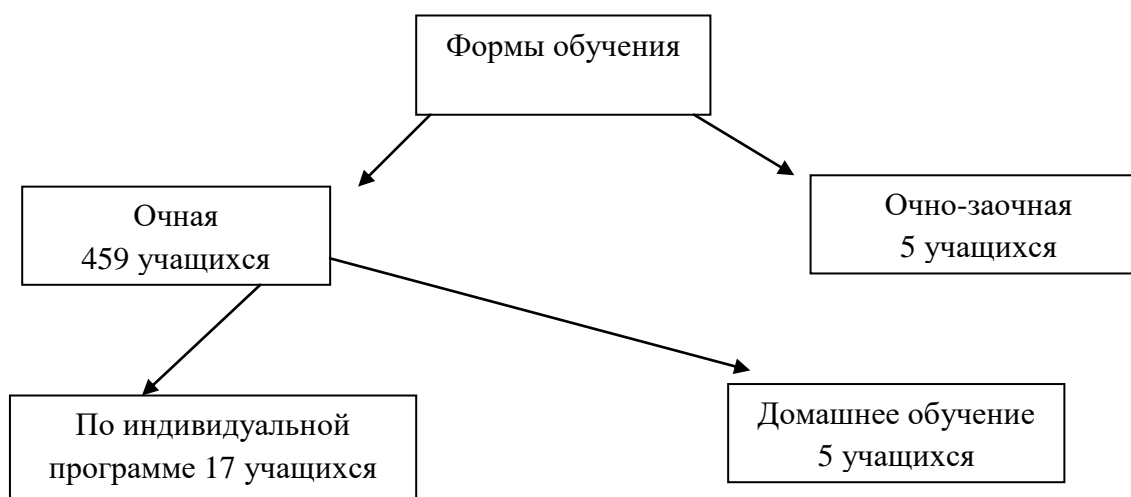 Формы обучения
Очная
459 учащихся
Очно-заочная
5 учащихся
По индивидуальной
программе 17 учащихся
Домашнее обучение
5 учащихся